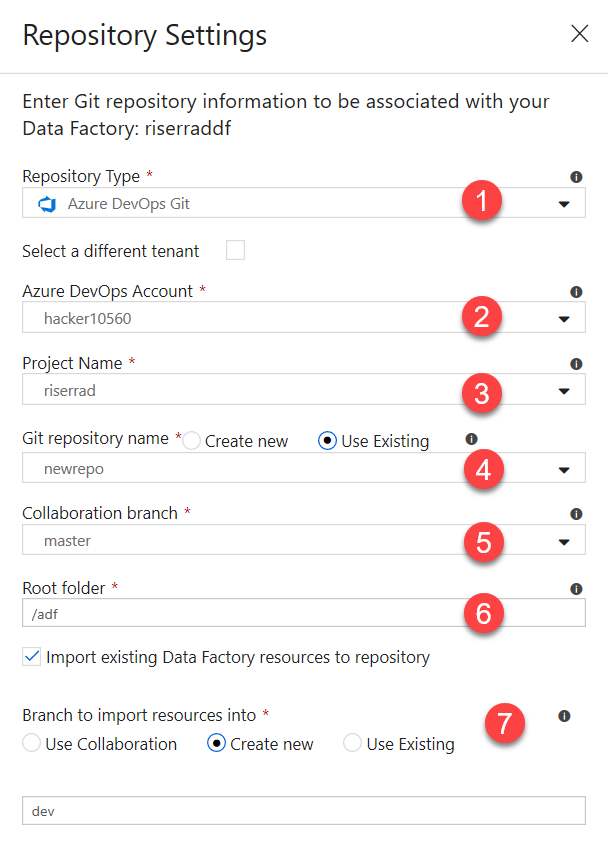 Repository Settings
Enter Git repository information to be associated with your
Data Factory: riserraddf
Repository Type *
Azure DevOps Git
1
Select a different tenant
Azure DevOps Account *
hacker10560
2
Project Name *
riserrad
3
Git repository name * Create new Use Existing
newrepo
4
Collaboration branch *
master
5
Root folder *
/adf
6
Import existing Data Factory resources to repository
Branch to import resources into *
7
Use Collaboration Create new Use Existing
dev